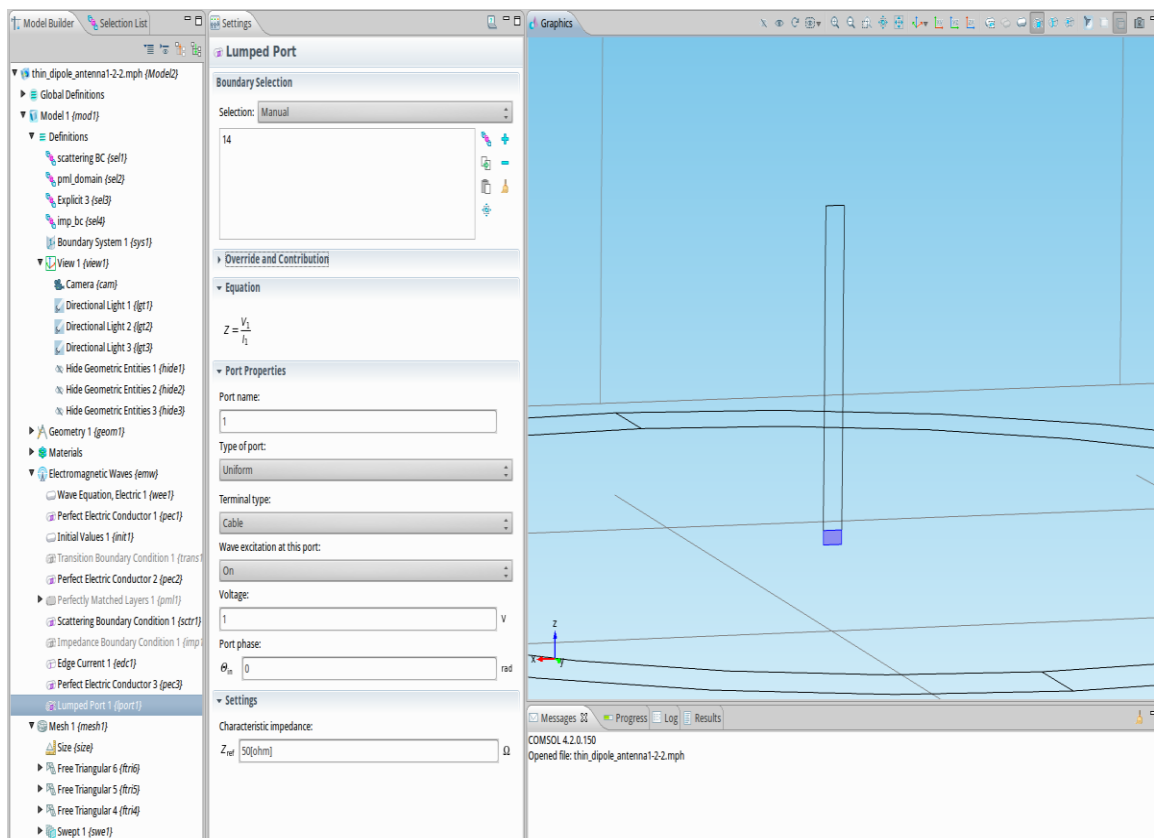 Model Builder
Selection List
thin_dipole_antenna1-2-2.mph {Model2}
Global Definitions
Model 1 {mod1}
Definitions
scattering BC {sel1}
pml_domain {sel2}
Explicit 3 {sel3}
imp_bc {sel4}
Boundary System 1 {sys1}
View 1 {view1}
Camera {cam}
Directional Light 1 {lgt1}
Directional Light 2 {lgt2}
Directional Light 3 {lgt3}
Hide Geometric Entities 1 {hide1}
Hide Geometric Entities 2 {hide2}
Hide Geometric Entities 3 {hide3}
Geometry 1 {geom1}
Materials
Electromagnetic Waves {emw}
Wave Equation, Electric 1 {wee1}
Perfect Electric Conductor 1 {pec1}
Initial Values 1 {init1}
Transition Boundary Condition 1 {trans1
Perfect Electric Conductor 2 {pec2}
Perfectly Matched Layers 1 {pml1}
Scattering Boundary Condition 1 {sctr1}
Impedance Boundary Condition 1 {imp1
Edge Current 1 {edc1}
Perfect Electric Conductor 3 {pec3}
Lumped Port 1 {lport1}
Mesh 1 {mesh1}
Size {size}
Free Triangular 6 {ftri6}
Free Triangular 5 {ftri5}
Free Triangular 4 {ftri4}
Swept 1 {swe1}
Settings
Lumped Port
Boundary Selection
Selection: Manual
14
Override and Contribution
Equation
Z = V1/I1
Port Properties
Port name:
1
Type of port:
Uniform
Terminal type:
Cable
Wave excitation at this port:
On
Voltage:
1 V
Port phase:
Θin 0 rad
Settings
Characteristic impedance:
Zref 50[ohm] Ω
Graphics
z
x y
Messages
Progress
Log
Results
COMSOL 4.2.0.150
Opened file: thin_dipole_antenna1-2-2.mph